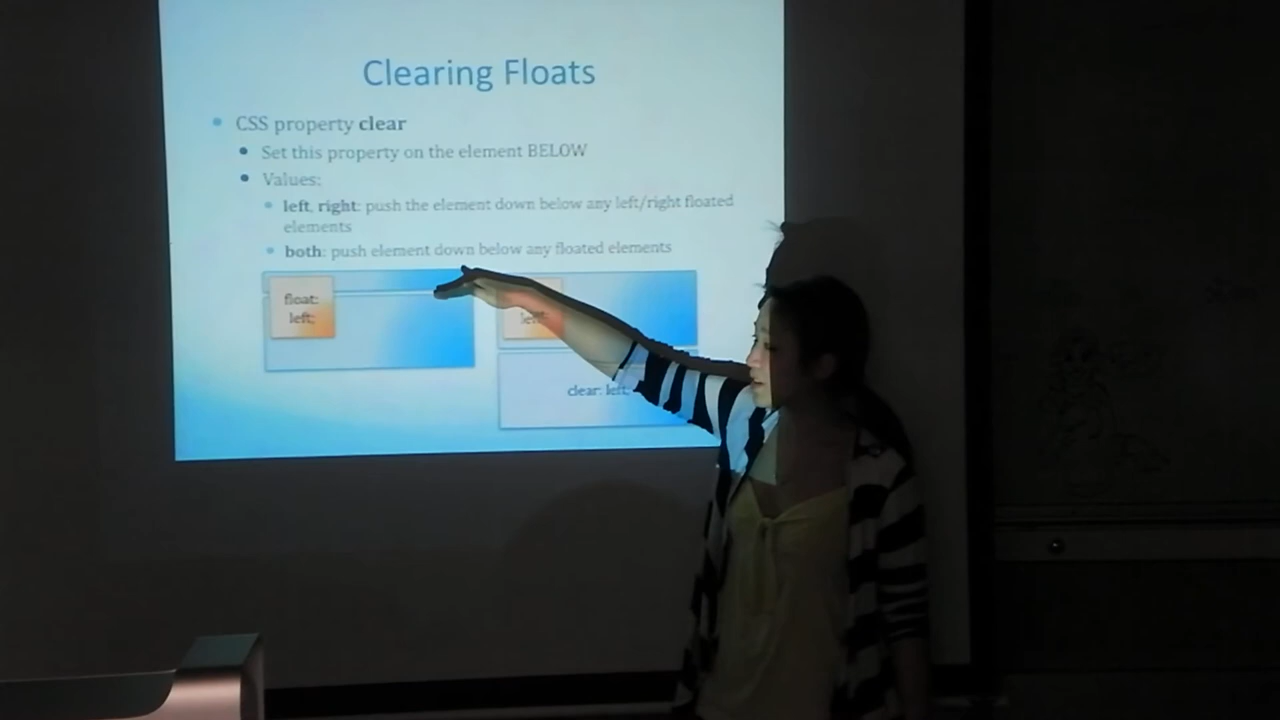 Clearing Floats
CSS property clear
Set this property on the element BELOW
Values:
left, right: push the element down below any left/right floated
elements
both: push element down below any floated elements
float:
left;
left;
clear: left;